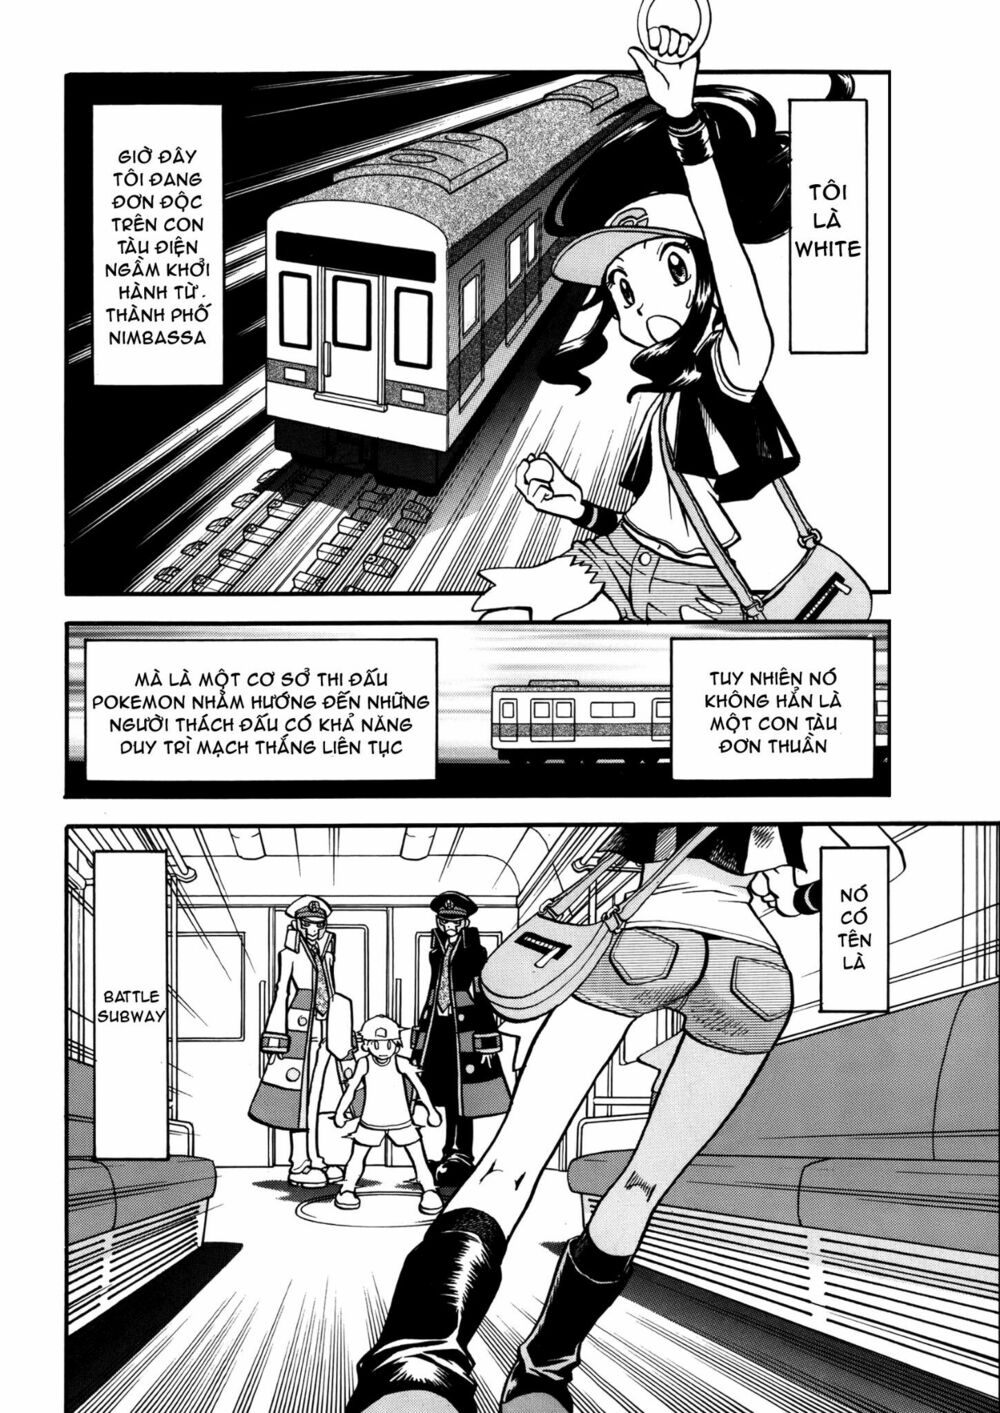 TÔI
LÀ
WHITE
GIỜ ĐÂY
TÔI ĐANG
ĐƠN ĐỘC
TRÊN CON
TÀU ĐIỆN
NGẦM KHỞI
HÀNH TỪ
THÀNH PHỐ
NIMBASSA
TUY NHIÊN NÓ
KHÔNG HẲN LÀ
MỘT CON TÀU
ĐƠN THUẦN
MÀ LÀ MỘT CƠ SỞ THI ĐẤU
POKEMON NHẰM HƯỚNG ĐẾN NHỮNG
NGƯỜI THÁCH ĐẤU CÓ KHẢ NĂNG
DUY TRÌ MẠCH THẮNG LIÊN TỤC
NÓ
CÓ
TÊN
LÀ
BATTLE
SUBWAY